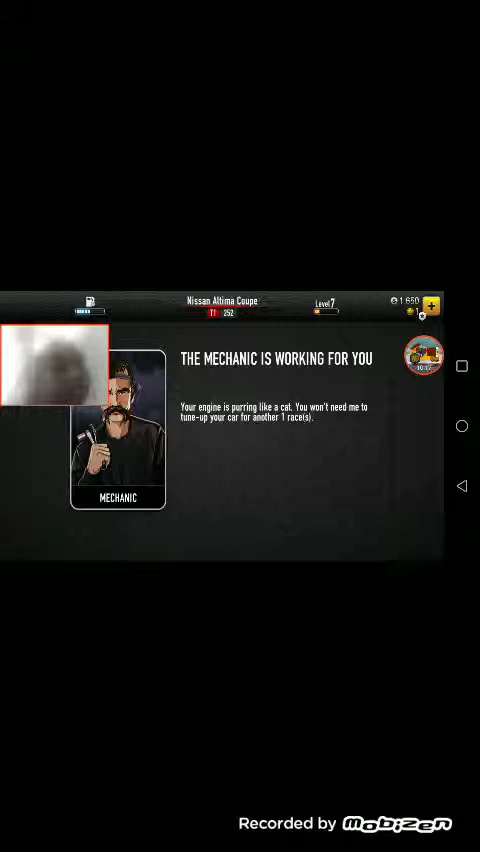 Nissan Altima Coupe
T1 252
Level 7
1 650
1
THE MECHANIC IS WORKING FOR YOU
10:17
Your engine is purring like a cat. You won't need me to
tune-up your car for another 1 race(s).
MECHANIC
Recorded by Mobizen